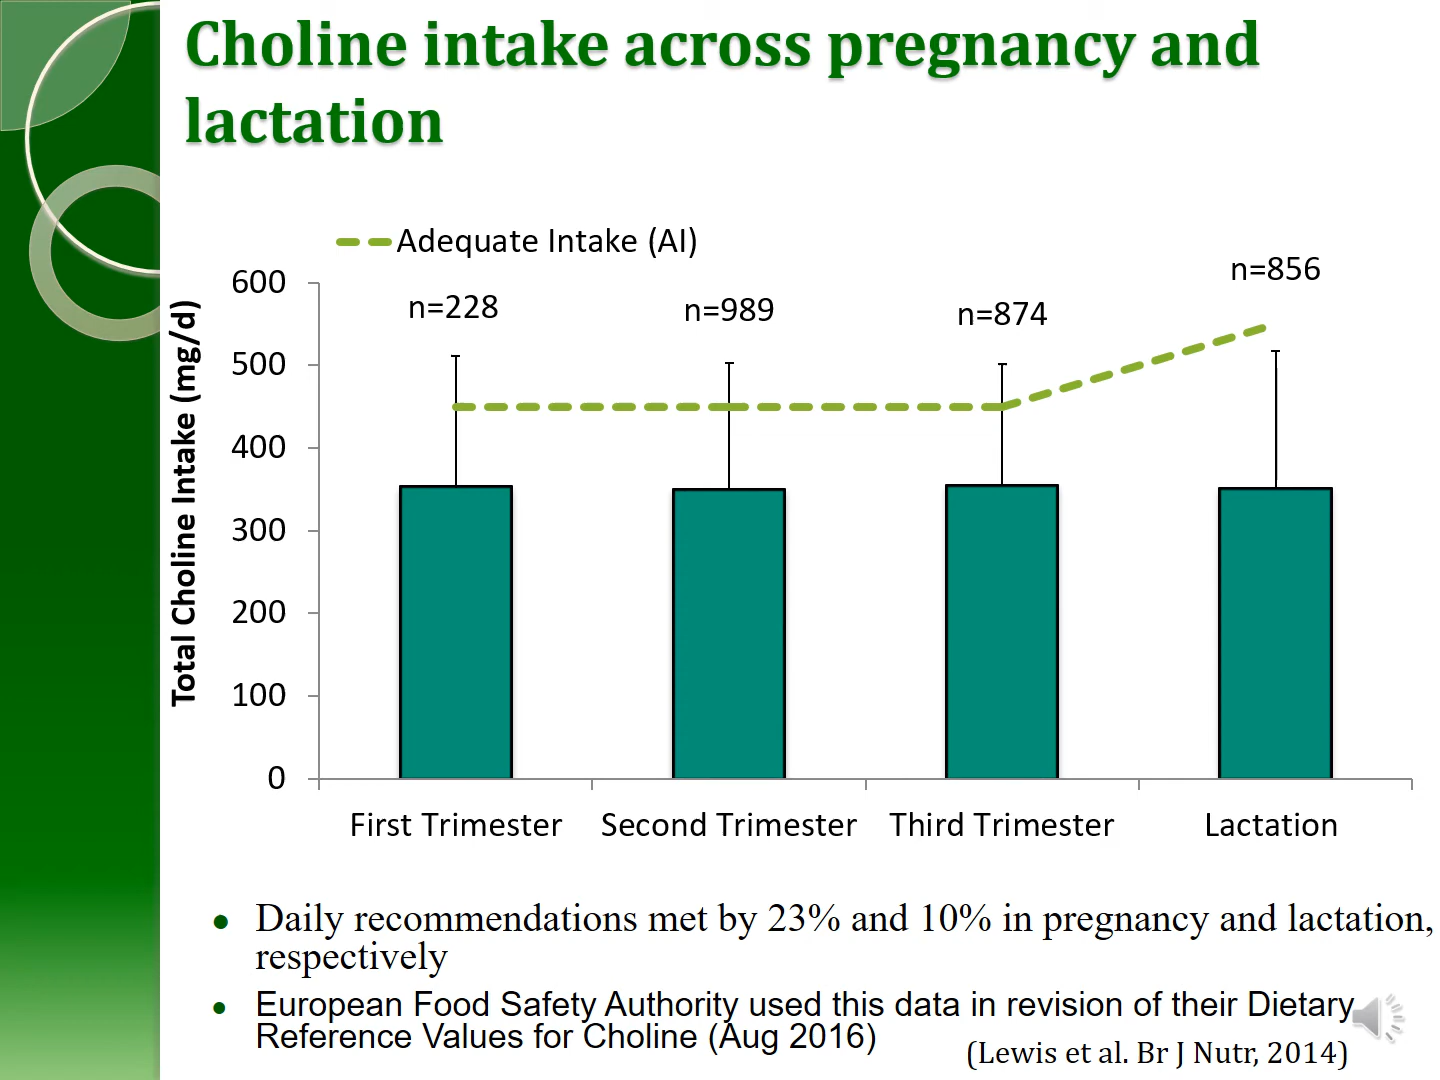 Choline intake across pregnancy and
lactation
Adequate Intake (AI)
Total Choline Intake (mg/d)
600
500
400
300
200
100
0
n=228
n=989
n=874
n=856
First Trimester
Second Trimester
Third Trimester
Lactation
Daily recommendations met by 23% and 10% in pregnancy and lactation,
respectively
European Food Safety Authority used this data in revision of their Dietary
Reference Values for Choline (Aug 2016)
(Lewis et al. Br J Nutr, 2014)